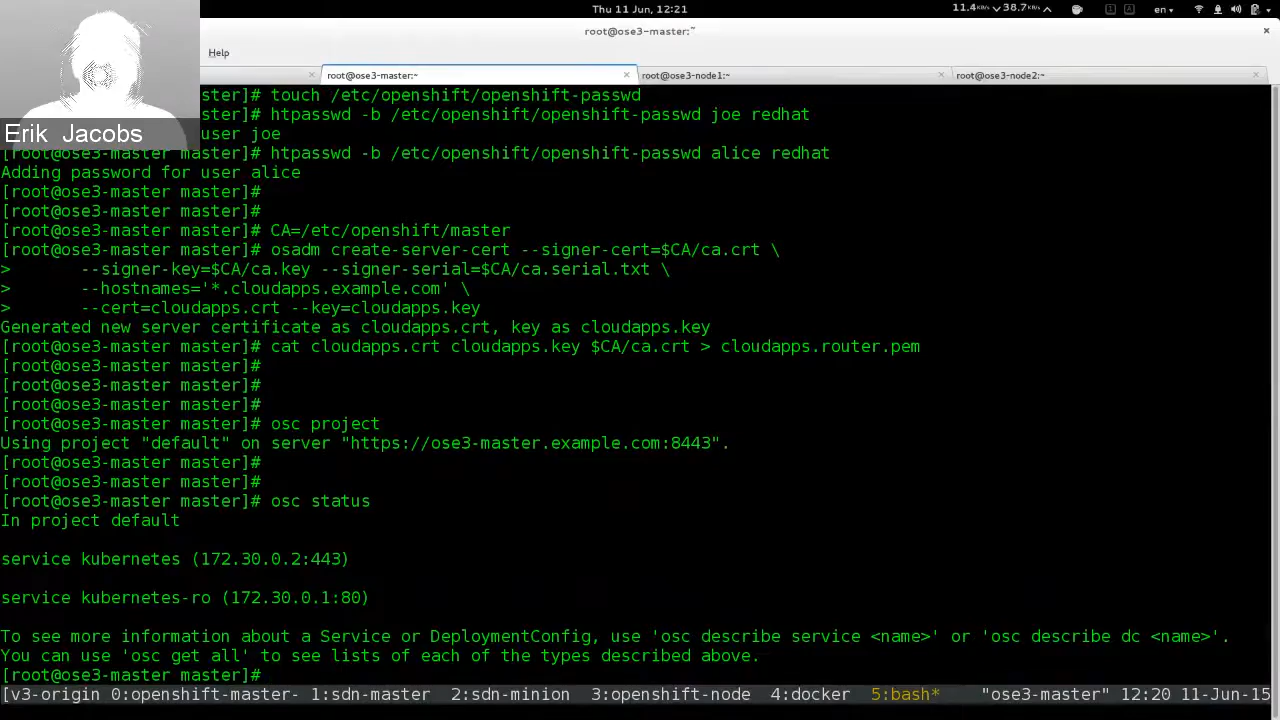 Thu 11 Jun, 12:21
11.4KB/s 38.7KB/s
en
root@ose3-master:~
Help
root@ose3-master:~
root@ose3-node1:~
root@ose3-node2:~
Erik Jacobs
master]# touch /etc/openshift/openshift-passwd
master]# htpasswd -b /etc/openshift/openshift-passwd joe redhat
user joe
[root@ose3-master master]# htpasswd -b /etc/openshift/openshift-passwd alice redhat
Adding password for user alice
[root@ose3-master master]#
[root@ose3-master master]#
[root@ose3-master master]# CA=/etc/openshift/master
[root@ose3-master master]# osadm create-server-cert --signer-cert=$CA/ca.crt \
>       --signer-key=$CA/ca.key --signer-serial=$CA/ca.serial.txt \
>       --hostnames='*.cloudapps.example.com' \
>       --cert=cloudapps.crt --key=cloudapps.key
Generated new server certificate as cloudapps.crt, key as cloudapps.key
[root@ose3-master master]# cat cloudapps.crt cloudapps.key $CA/ca.crt > cloudapps.router.pem
[root@ose3-master master]#
[root@ose3-master master]#
[root@ose3-master master]#
[root@ose3-master master]# osc project
Using project "default" on server "https://ose3-master.example.com:8443".
[root@ose3-master master]#
[root@ose3-master master]#
[root@ose3-master master]# osc status
In project default
service kubernetes (172.30.0.2:443)
service kubernetes-ro (172.30.0.1:80)
To see more information about a Service or DeploymentConfig, use 'osc describe service <name>' or 'osc describe dc <name>'.
You can use 'osc get all' to see lists of each of the types described above.
[root@ose3-master master]#
[v3-origin 0:openshift-master- 1:sdn-master  2:sdn-minion  3:openshift-node  4:docker  5:bash*    "ose3-master" 12:20 11-Jun-15